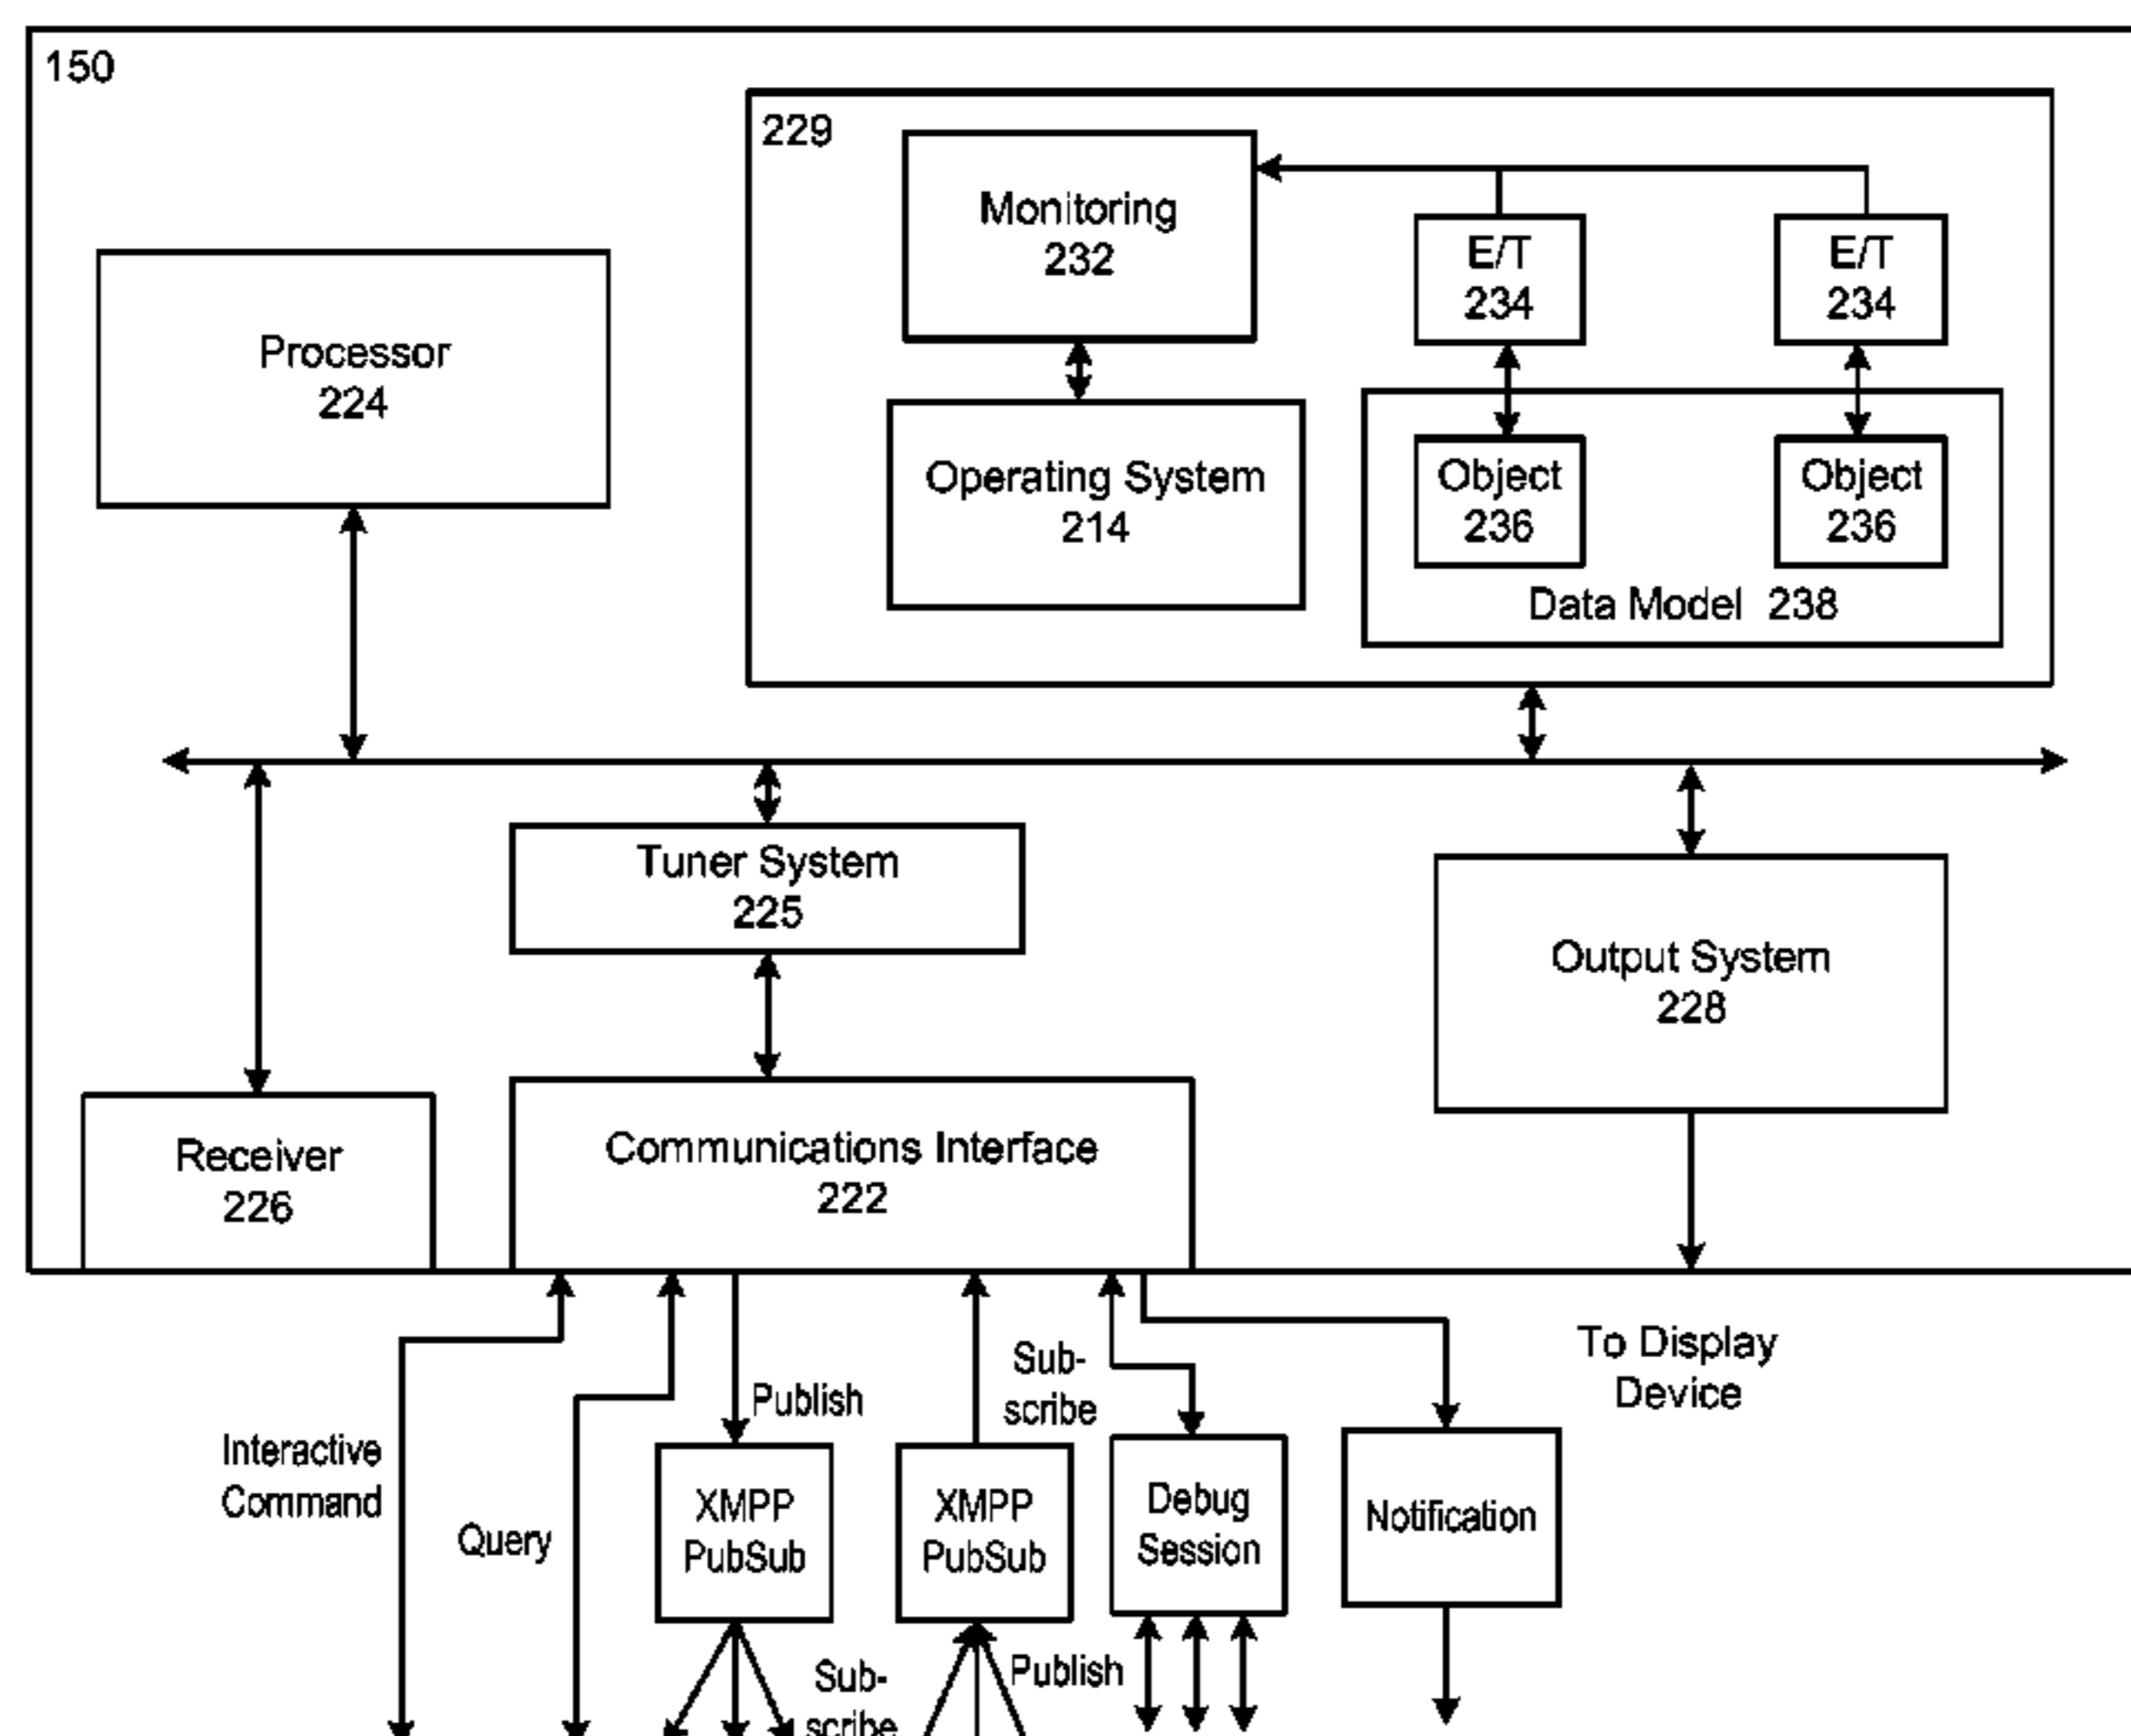 150
229
Monitoring
232
E/T
234
E/T
234
Processor
224
Operating System
214
Object
236
Object
236
Data Model 238
Tuner System
225
Output System
228
Receiver
226
Communications Interface
222
To Display
Device
Interactive
Command
Query
Publish
Sub-
scribe
XMPP
PubSub
XMPP
PubSub
Debug
Session
Notification
Sub-
scribe
Publish